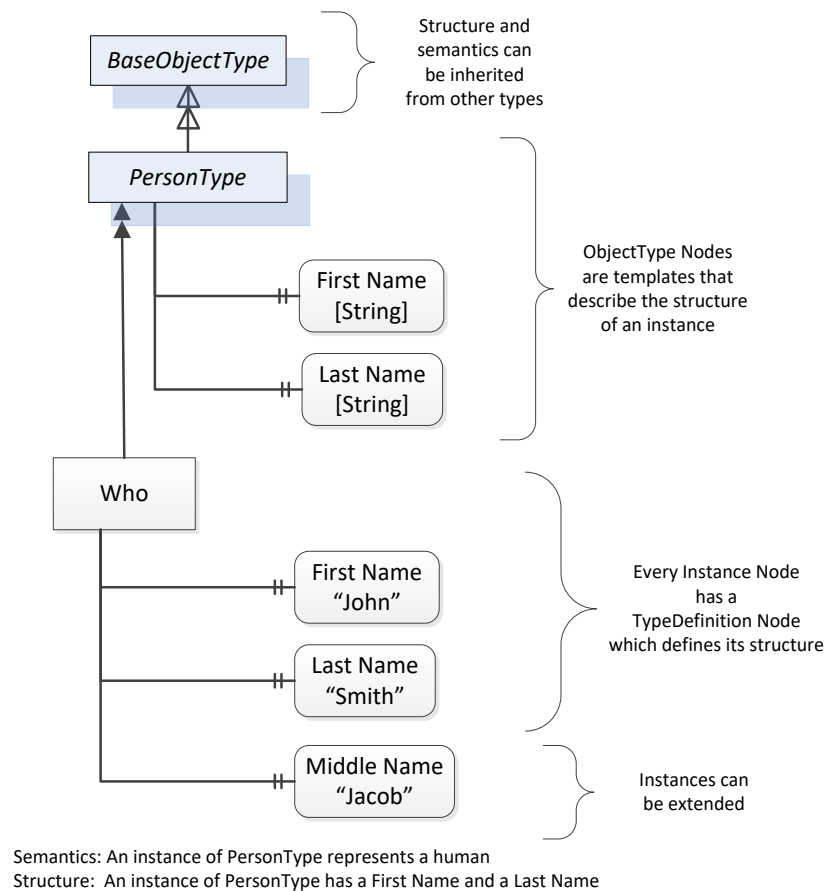 BaseObjectType
Structure and
semantics can
be inherited
from other types
PersonType
First Name
[String]
Last Name
[String]
ObjectType Nodes
are templates that
describe the structure
of an instance
Who
First Name
“John”
Last Name
“Smith”
Every Instance Node
has a
TypeDefinition Node
which defines its structure
Middle Name
“Jacob”
Instances can
be extended
Semantics: An instance of PersonType represents a human
Structure: An instance of PersonType has a First Name and a Last Name